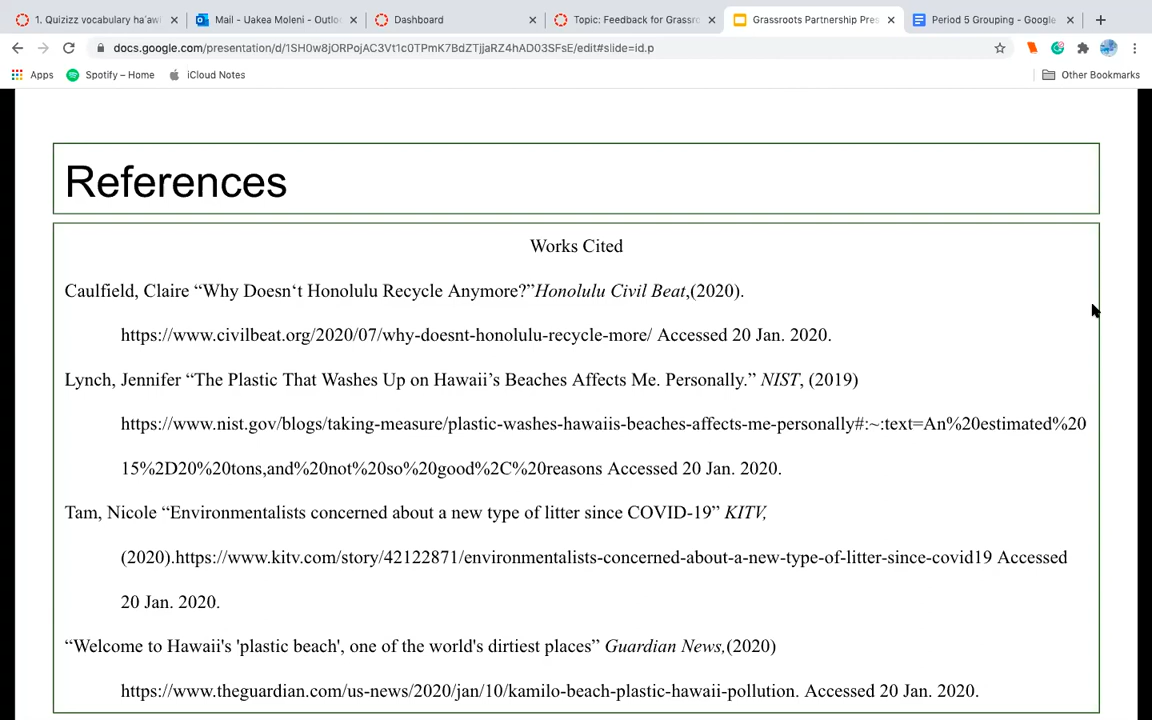 1. Quizizz vocabulary haʻawi
Mail - Uakea Moleni - Outloo
Dashboard
Topic: Feedback for Grassro
Grassroots Partnership Pres
Period 5 Grouping - Google
docs.google.com/presentation/d/1SH0w8jORPojAC3Vt1c0TPmK7BdZTjjaRZ4hAD03SFsE/edit#slide=id.p
Apps
Spotify – Home
iCloud Notes
Other Bookmarks
References
Works Cited
Caulfield, Claire “Why Doesn‘t Honolulu Recycle Anymore?”Honolulu Civil Beat,(2020).
https://www.civilbeat.org/2020/07/why-doesnt-honolulu-recycle-more/ Accessed 20 Jan. 2020.
Lynch, Jennifer “The Plastic That Washes Up on Hawaii’s Beaches Affects Me. Personally.” NIST, (2019)
https://www.nist.gov/blogs/taking-measure/plastic-washes-hawaiis-beaches-affects-me-personally#:~:text=An%20estimated%20
15%2D20%20tons,and%20not%20so%20good%2C%20reasons Accessed 20 Jan. 2020.
Tam, Nicole “Environmentalists concerned about a new type of litter since COVID-19” KITV,
(2020).https://www.kitv.com/story/42122871/environmentalists-concerned-about-a-new-type-of-litter-since-covid19 Accessed
20 Jan. 2020.
“Welcome to Hawaii's 'plastic beach', one of the world's dirtiest places” Guardian News,(2020)
https://www.theguardian.com/us-news/2020/jan/10/kamilo-beach-plastic-hawaii-pollution. Accessed 20 Jan. 2020.